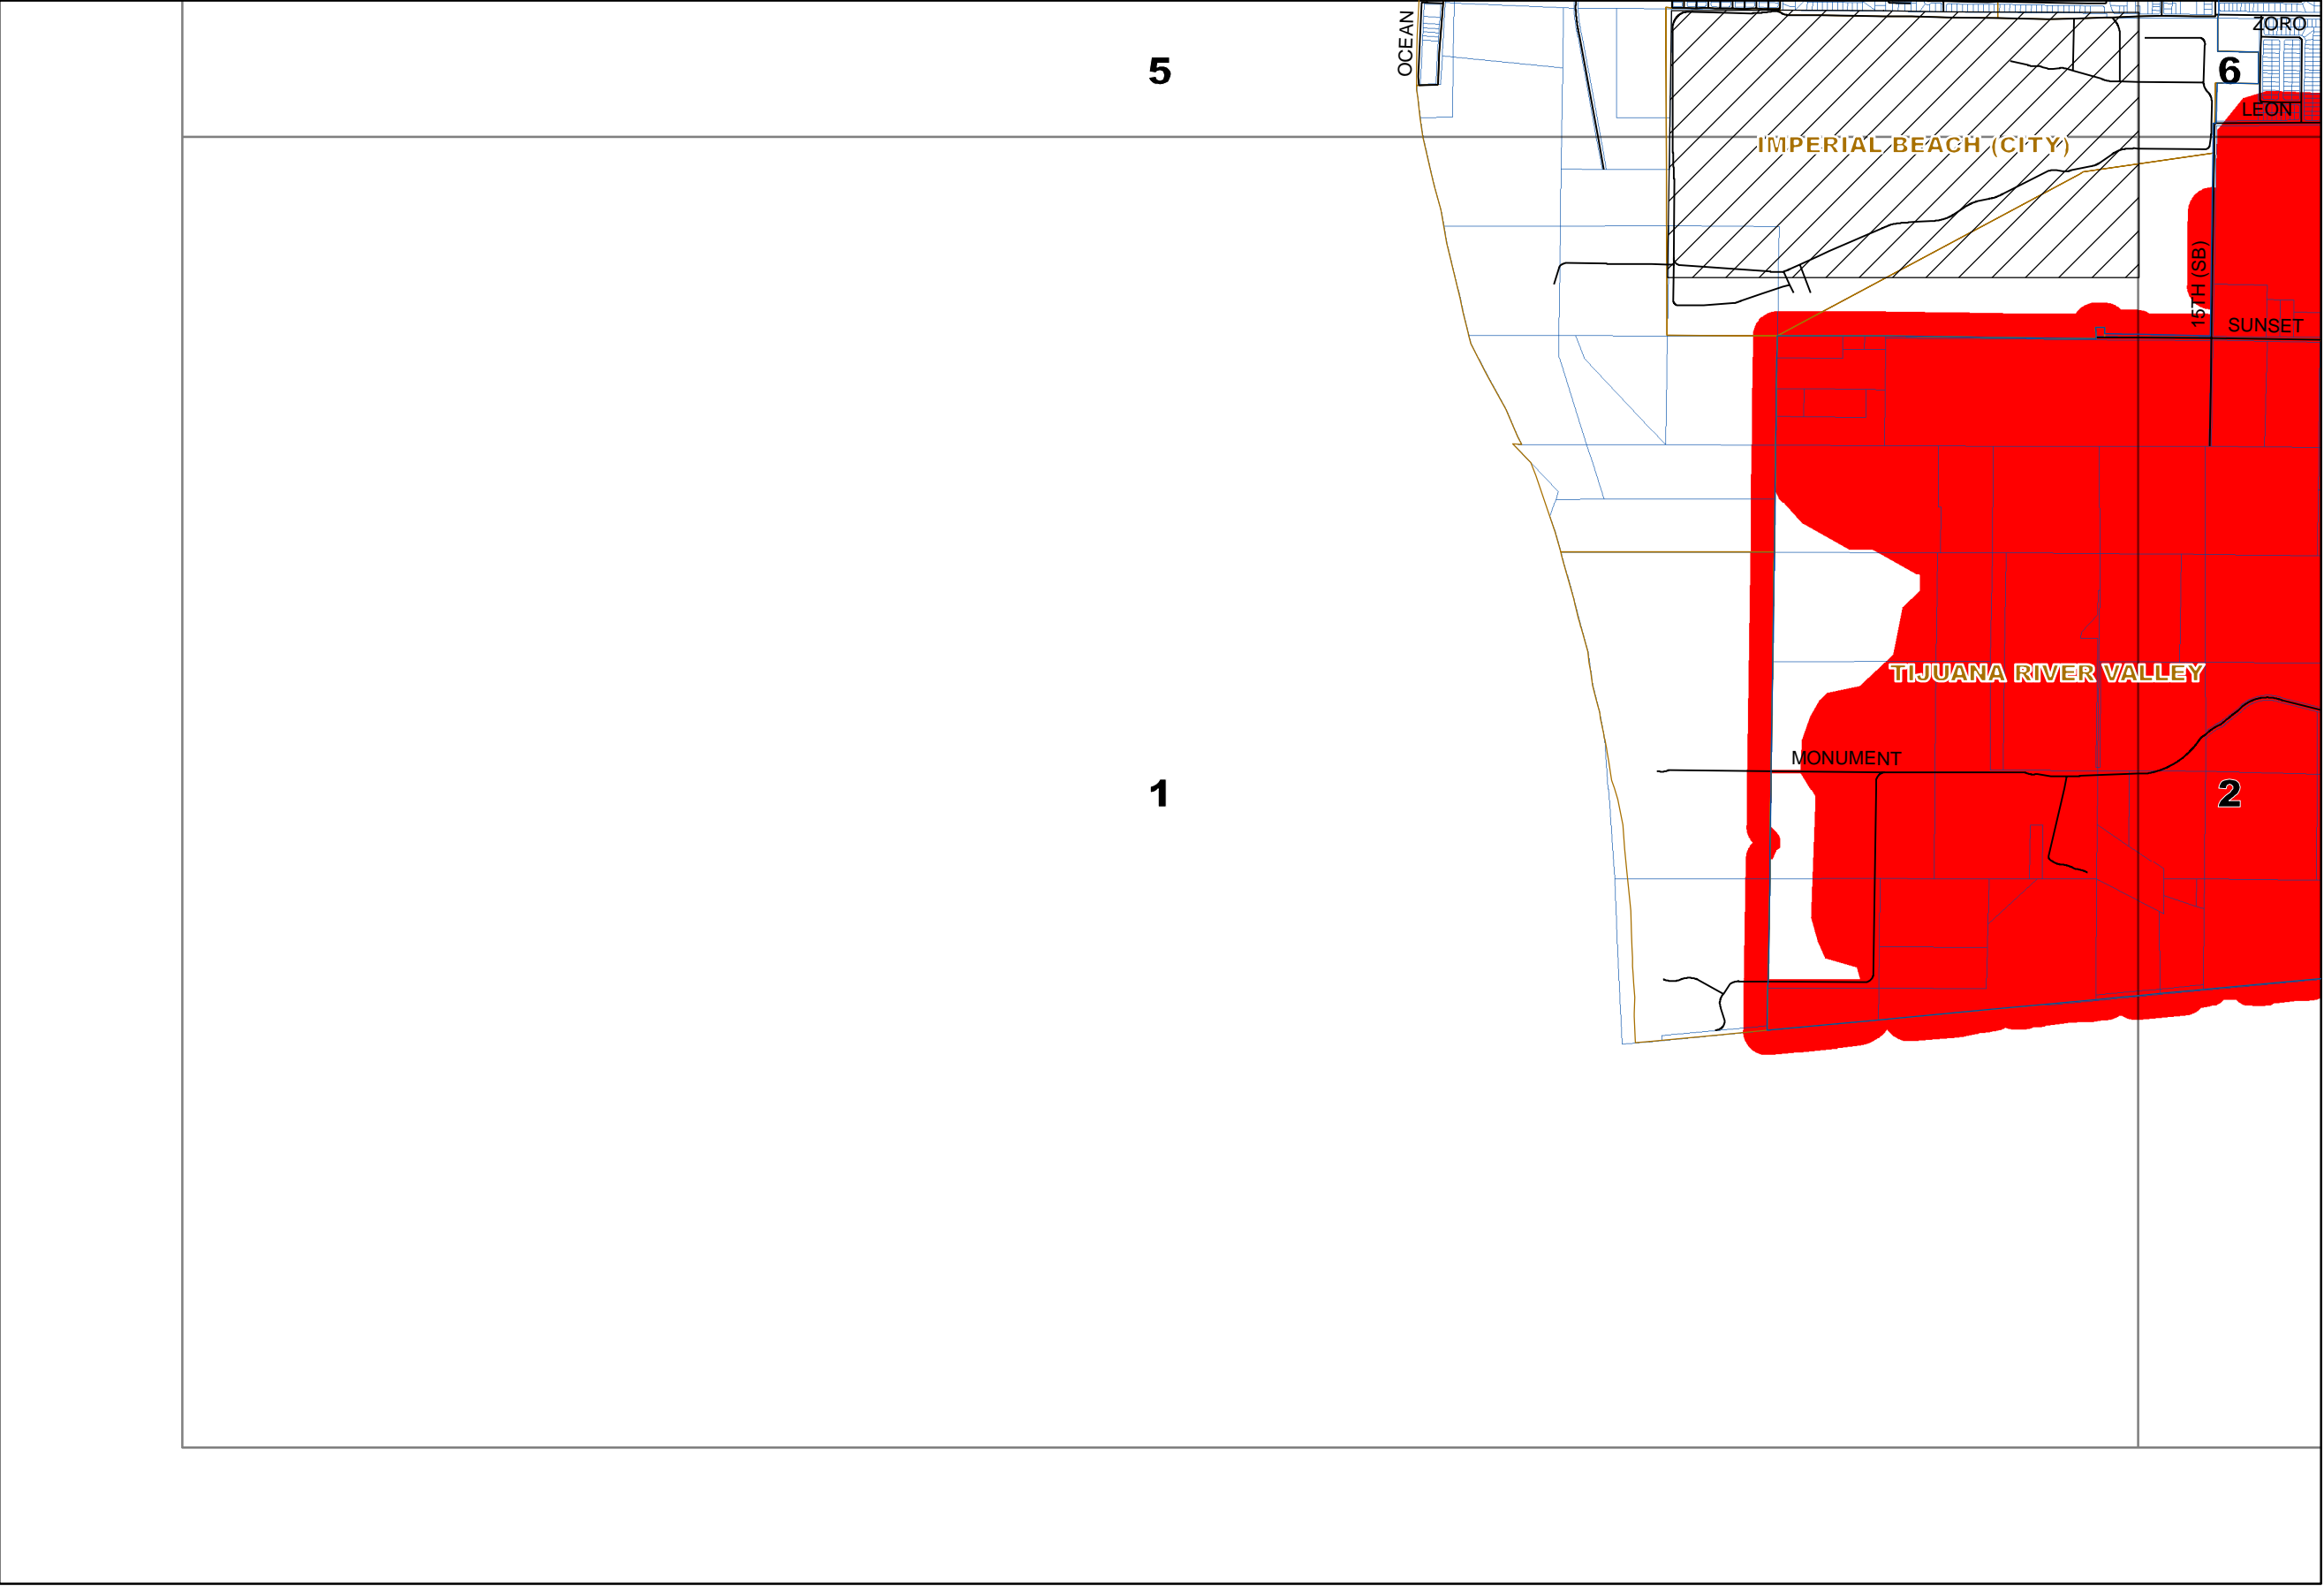 OCEAN
ZORO
5
6
LEON
IMPERIAL BEACH (CITY)
15TH (SB)
SUNSET
TIJUANA RIVER VALLEY
MONUMENT
1
2